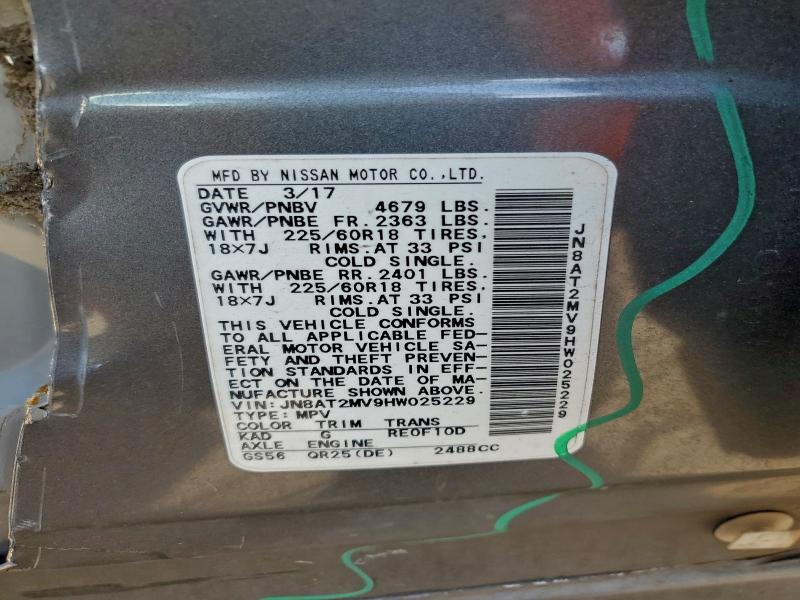 MFD BY NISSAN MOTOR CO.,LTD.
DATE 3/17
GVWR/PNBV 4679 LBS.
GAWR/PNBE FR. 2363 LBS.
WITH 225/60R18 TIRES.
18×7J RIMS.AT 33 PSI
COLD SINGLE.
GAWR/PNBE RR. 2401 LBS.
WITH 225/60R18 TIRES.
18×7J RIMS.AT 33 PSI
COLD SINGLE.
THIS VEHICLE CONFORMS
TO ALL APPLICABLE FED-
ERAL MOTOR VEHICLE SA-
FETY AND THEFT PREVEN-
TION STANDARDS IN EFF-
ECT ON THE DATE OF MA-
NUFACTURE SHOWN ABOVE.
VIN: JN8AT2MV9HW025229
TYPE: MPV
COLOR TRIM TRANS
KAD G RE0F10D
AXLE ENGINE
GS56 QR25(DE) 2488CC
JN8AT2MV9HW025229